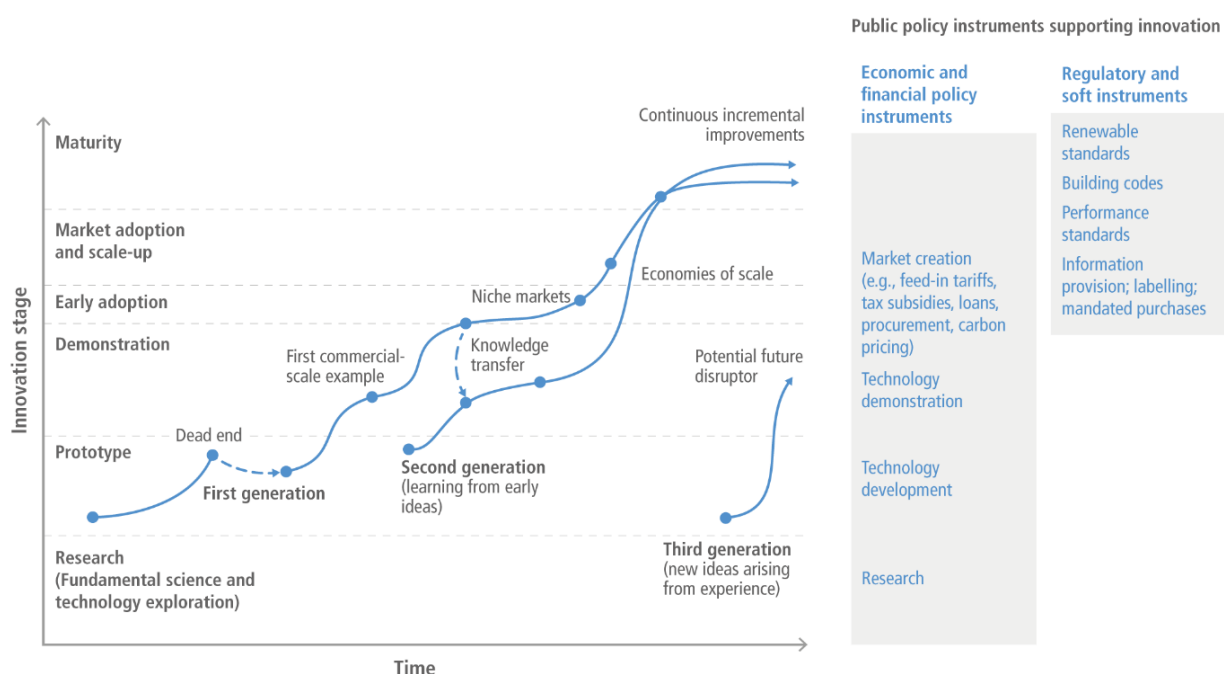 Public policy instruments supporting innovation
Economic and
financial policy
instruments
Regulatory and
soft instruments
Renewable
standards
Building codes
Performance
standards
Information
provision; labelling;
mandated purchases
Market creation
(e.g., feed-in tariffs,
tax subsidies, loans,
procurement, carbon
pricing)
Technology
demonstration
Technology
development
Research
Innovation stage
Maturity
Market adoption
and scale-up
Early adoption
Demonstration
Prototype
Research
(Fundamental science and
technology exploration)
Continuous incremental
improvements
Economies of scale
Niche markets
Knowledge
transfer
First commercial-
scale example
Potential future
disruptor
Dead end
First generation
Second generation
(learning from early
ideas)
Third generation
(new ideas arising
from experience)
Time